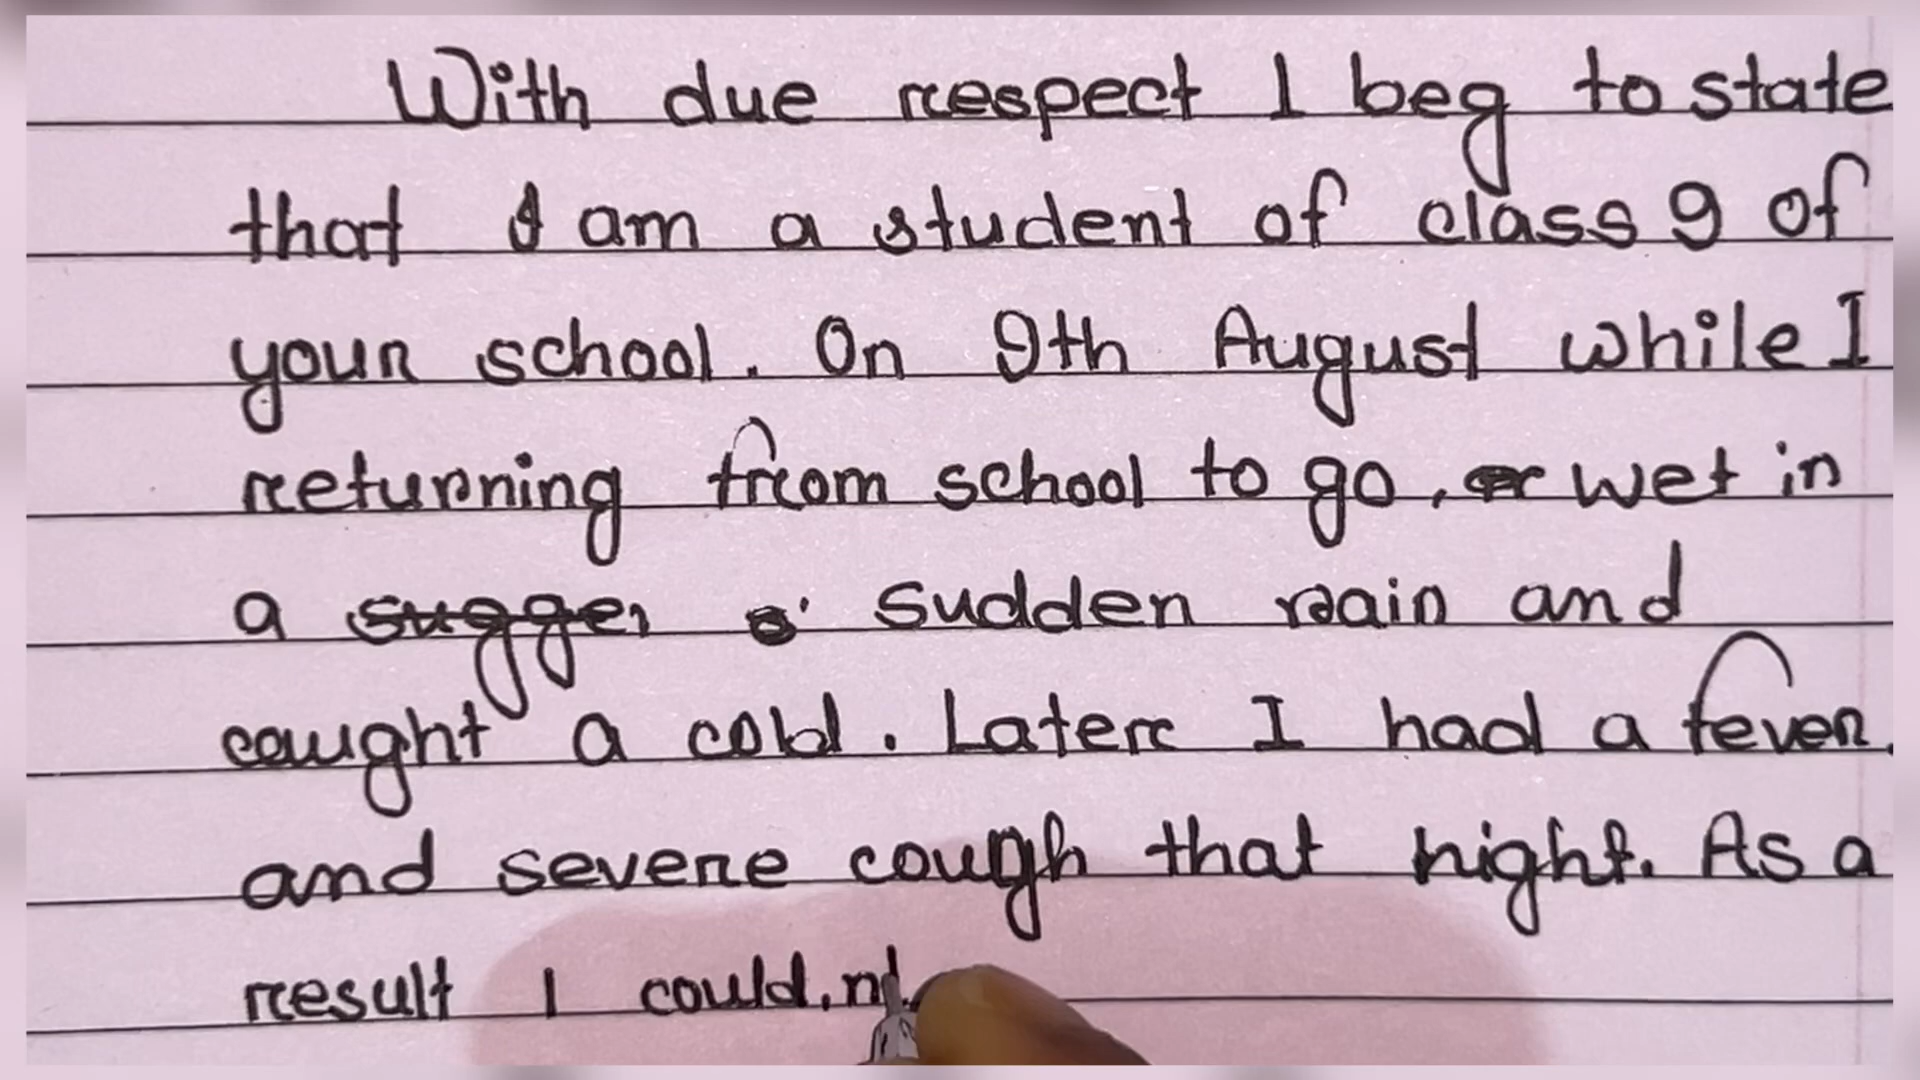 With due respect I beg to state
that I am a student of class 9 of
your school. On 9th August while I
returning from school to go, or wet in
a sugger sudden rain and
caught a cold. Later I had a fever.
and severe cough that night. As a
result I could.n